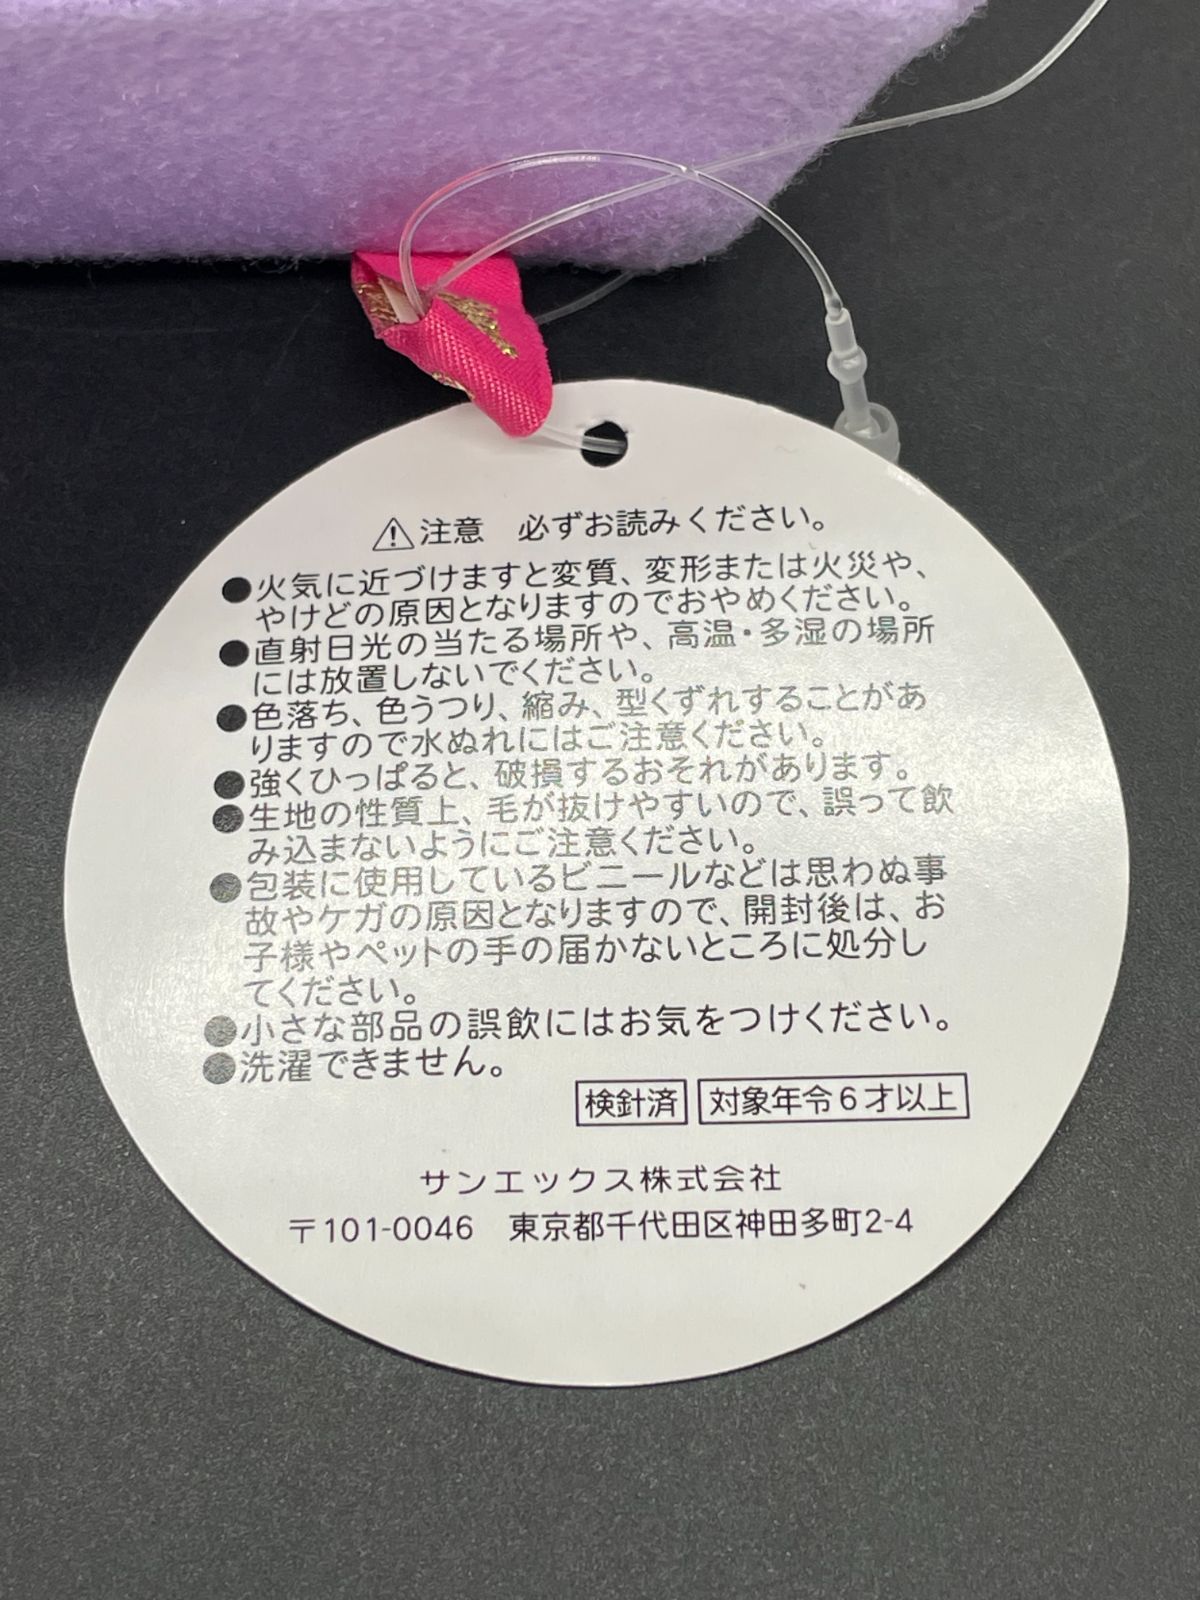 ⚠注意 必ずお読みください。
●火気に近づけますと変質、変形または火災や、
やけどの原因となりますのでおやめください。
●直射日光の当たる場所や、高温・多湿の場所
には放置しないでください。
●色落ち、色うつり、縮み、型くずれすることがあ
りますので水ぬれにはご注意ください。
●強くひっぱると、破損するおそれがあります。
●生地の性質上、毛が抜けやすいので、誤って飲
み込まないようにご注意ください。
●包装に使用しているビニールなどは思わぬ事
故やケガの原因となりますので、開封後は、お
子様やペットの手の届かないところに処分し
てください。
●小さな部品の誤飲にはお気をつけください。
●洗濯できません。
検針済 対象年令6才以上
サンエックス株式会社
〒101-0046 東京都千代田区神田多町2-4